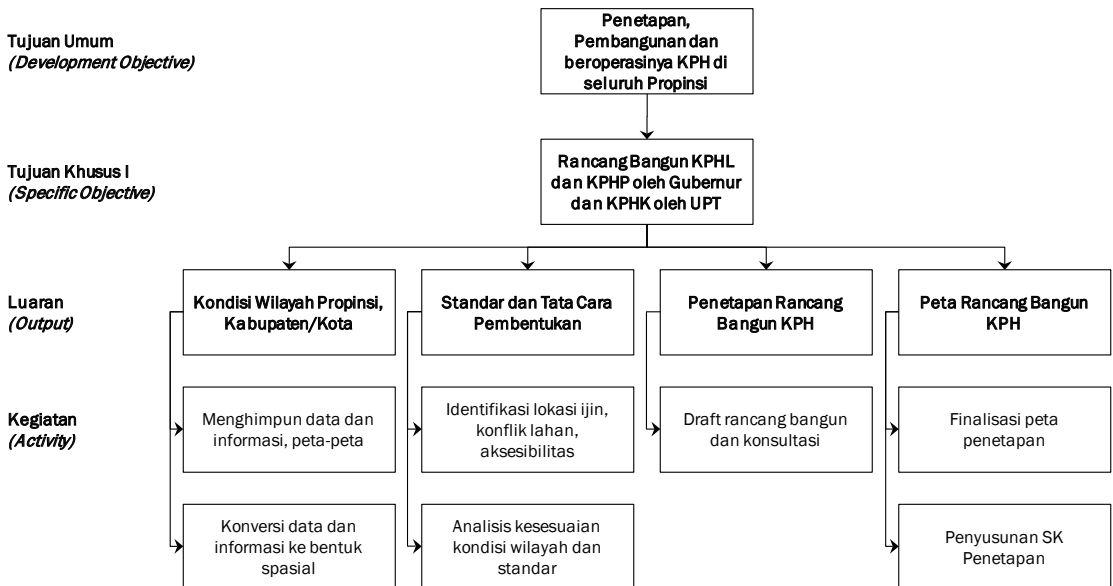 Tujuan Umum
(Development Objective)
Penetapan,
Pembangunan dan
beroperasinya KPH di
seluruh Propinsi
Tujuan Khusus I
(Specific Objective)
Rancang Bangun KPHL
dan KPHP oleh Gubernur
dan KPHK oleh UPT
Luaran
(Output)
Kondisi Wilayah Propinsi,
Kabupaten/Kota
Standar dan Tata Cara
Pembentukan
Penetapan Rancang
Bangun KPH
Peta Rancang Bangun
KPH
Kegiatan
(Activity)
Menghimpun data dan
informasi, peta-peta
Identifikasi lokasi ijin,
konflik lahan,
aksesibilitas
Draft rancang bangun
dan konsultasi
Finalisasi peta
penetapan
Konversi data dan
informasi ke bentuk
spasial
Analisis kesesuaian
kondisi wilayah dan
standar
Penyusunan SK
Penetapan